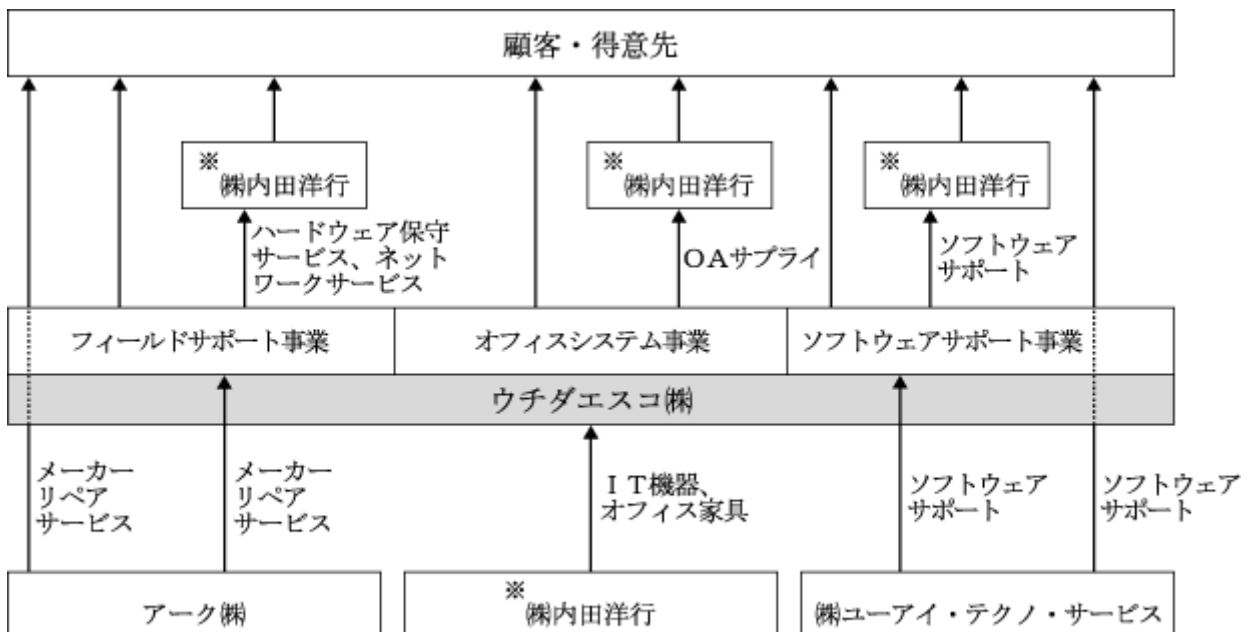 顧客・得意先
※
㈱内田洋行
※
㈱内田洋行
※
㈱内田洋行
ハードウェア保守
サービス、ネット
ワークサービス
OAサプライ
ソフトウェア
サポート
フィールドサポート事業
オフィスシステム事業
ソフトウェアサポート事業
ウチダエスコ㈱
メーカー
リペア
サービス
メーカー
リペア
サービス
IT機器、
オフィス家具
ソフトウェア
サポート
ソフトウェア
サポート
アーク㈱
※
㈱内田洋行
㈱ユーアイ・テクノ・サービス